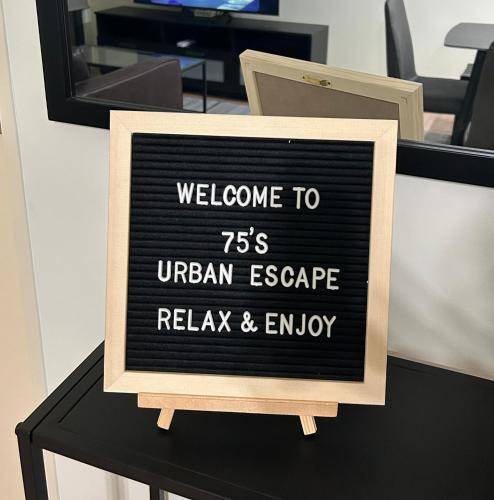 WELCOME TO
75'S
URBAN ESCAPE
RELAX & ENJOY